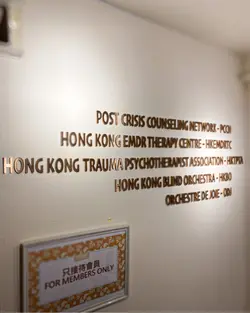 POST CRISIS COUNSELING NETWORK - PCCN
HONG KONG EMDR THERAPY CENTRE - HKEMDRTC
HONG KONG TRAUMA PSYCHOTHERAPIST ASSOCIATION - HKTPSA
HONG KONG BLIND ORCHESTRA - HKBO
ORCHESTRE DE JOIE - ODJ
只接待會員
FOR MEMBERS ONLY